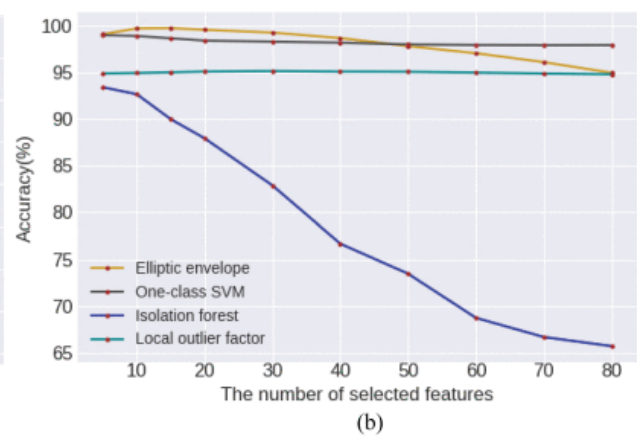 100
95
90
85
80
75
70
65
Accuracy(%)
Elliptic envelope
One-class SVM
Isolation forest
Local outlier factor
10 20 30 40 50 60 70 80
The number of selected features
(b)